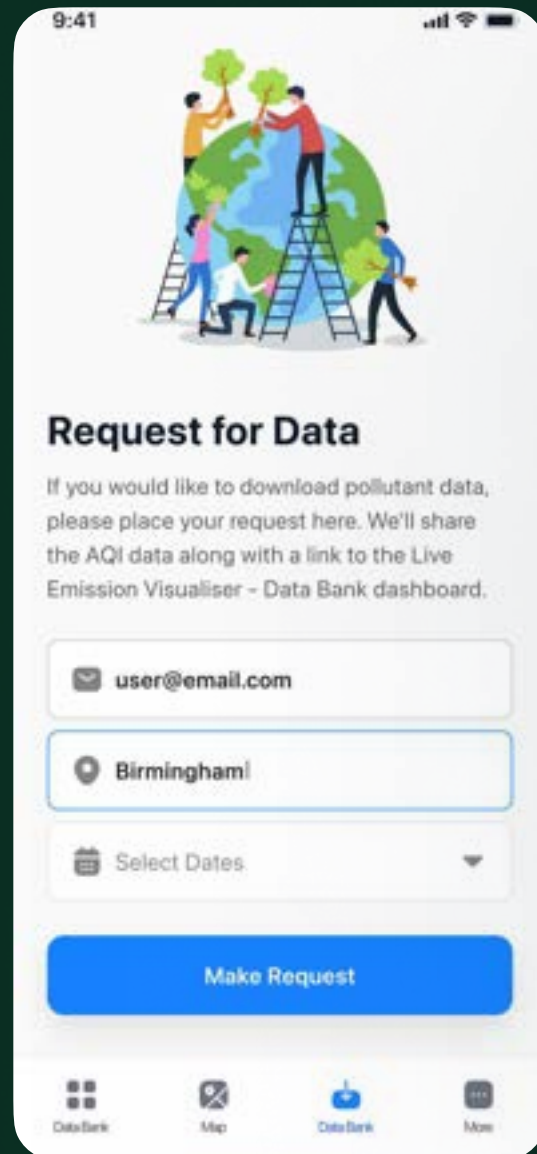 9:41
Request for Data
If you would like to download pollutant data,
please place your request here. We'll share
the AQI data along with a link to the Live
Emission Visualiser - Data Bank dashboard.
user@email.com
Birmingham
Select Dates
Make Request
Data Bank Map Data Bank More